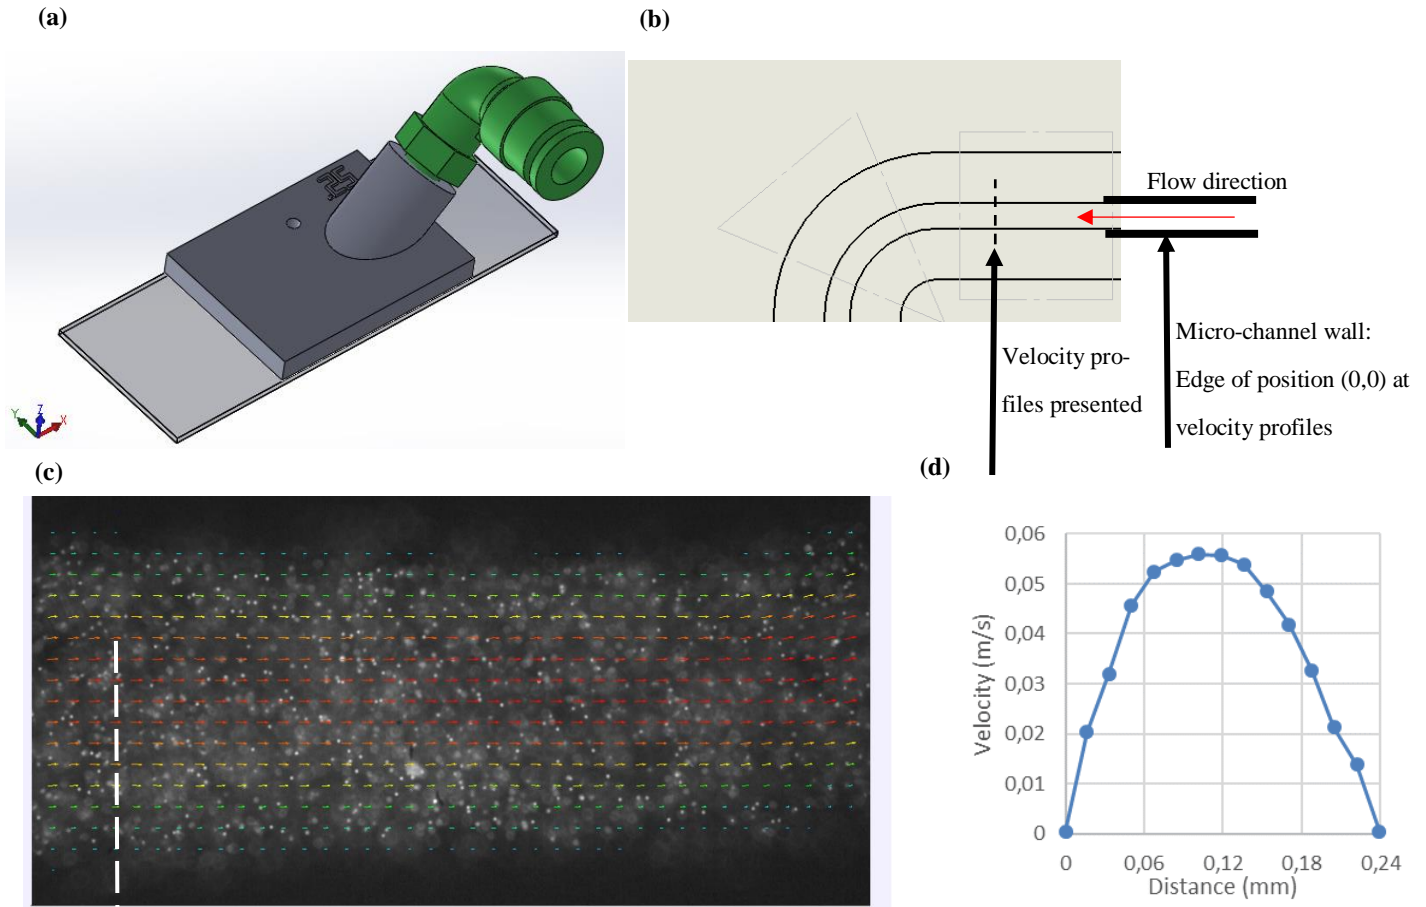 (a)
(b)
Flow direction
Micro-channel wall:
Edge of position (0,0) at
velocity profiles
Velocity pro-
files presented
Y
Z
X
(c)
(d)
0,06
0,05
0,04
0,03
0,02
0,01
0
Velocity (m/s)
0
0,06
0,12
0,18
0,24
Distance (mm)